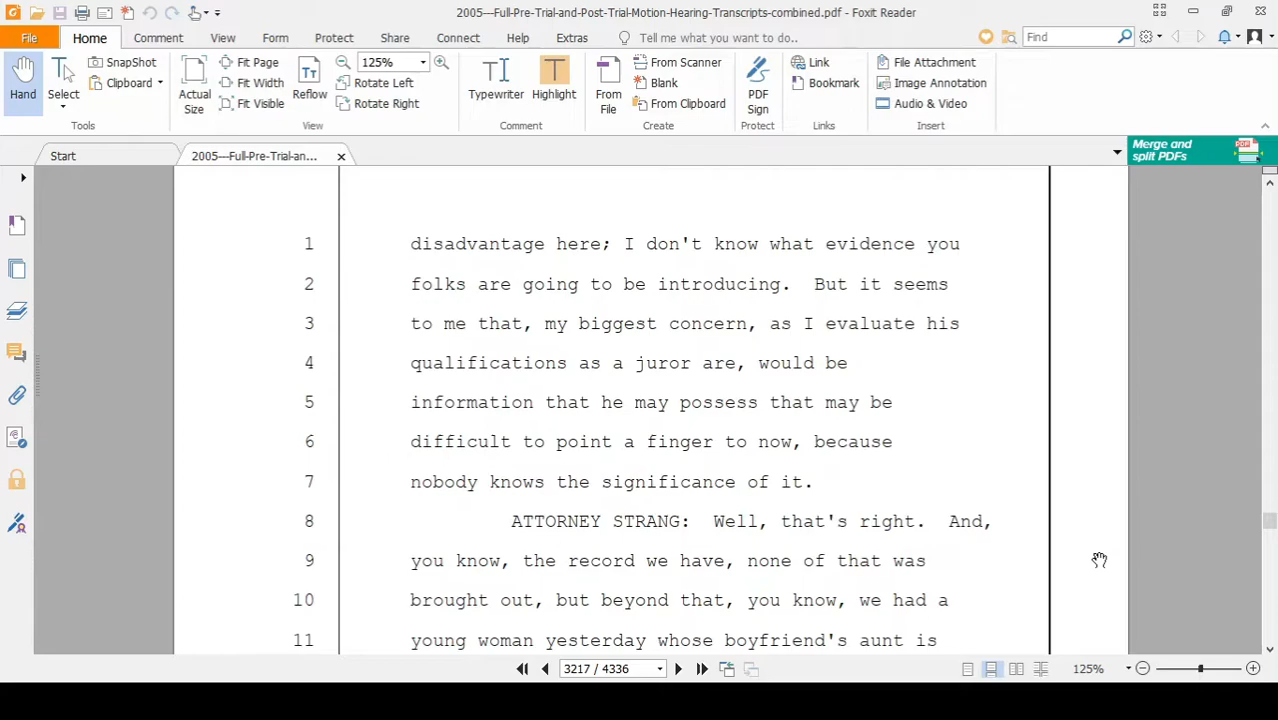 2005---Full-Pre-Trial-and-Post-Trial-Motion-Hearing-Transcripts-combined.pdf - Foxit Reader
File Home Comment View Form Protect Share Connect Help Extras Tell me what you want to do.. Find
Hand
Select
SnapShot
Clipboard
Tools
Actual
Size
Fit Page
Fit Width
Fit Visible
Reflow
125%
Rotate Left
Rotate Right
View
Typewriter
Highlight
Comment
From
File
From Scanner
Blank
From Clipboard
Create
PDF
Sign
Protect
Link
Bookmark
Links
File Attachment
Image Annotation
Audio & Video
Insert
Start
2005---Full-Pre-Trial-an...
Merge and
split PDFs
1 disadvantage here; I don't know what evidence you
2 folks are going to be introducing. But it seems
3 to me that, my biggest concern, as I evaluate his
4 qualifications as a juror are, would be
5 information that he may possess that may be
6 difficult to point a finger to now, because
7 nobody knows the significance of it.
8 ATTORNEY STRANG: Well, that's right. And,
9 you know, the record we have, none of that was
10 brought out, but beyond that, you know, we had a
11 young woman yesterday whose boyfriend's aunt is
3217 / 4336
125%